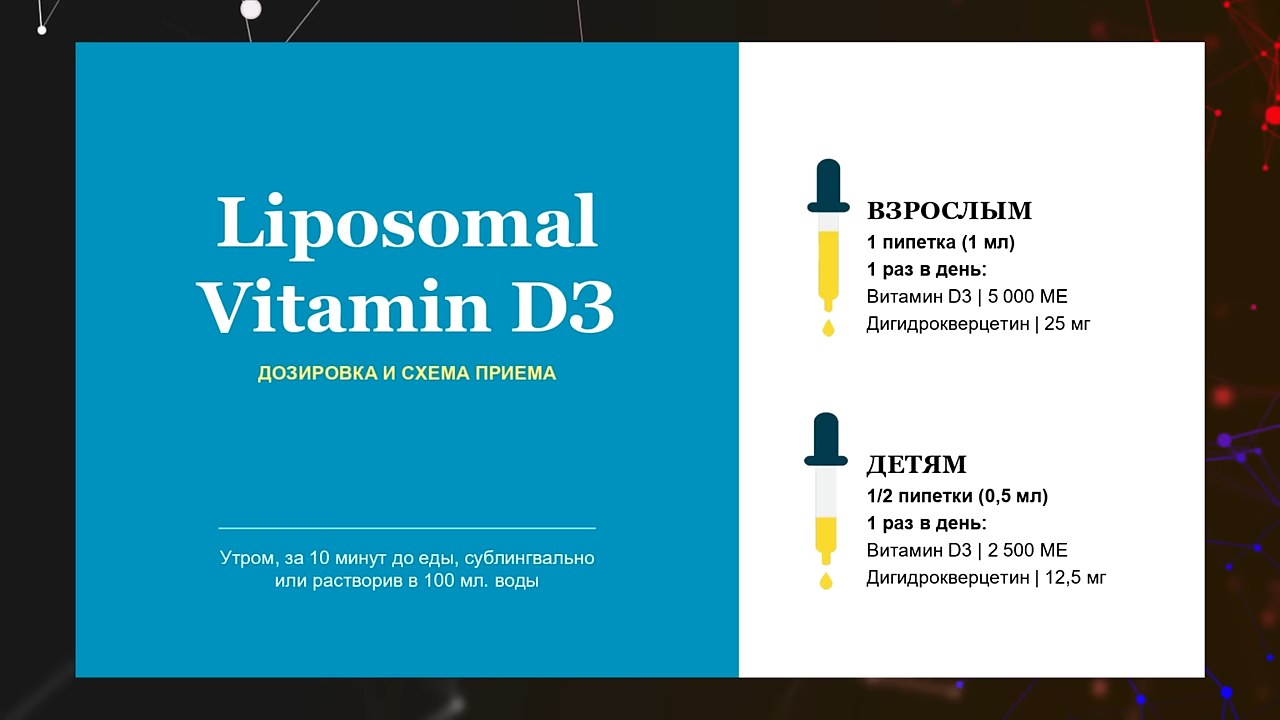 Liposomal
Vitamin D3
ДОЗИРОВКА И СХЕМА ПРИЕМА
Утром, за 10 минут до еды, сублингвально
или растворив в 100 мл. воды
ВЗРОСЛЫМ
1 пипетка (1 мл)
1 раз в день:
Витамин D3 | 5 000 МЕ
Дигидрокверцетин | 25 мг
ДЕТЯМ
1/2 пипетки (0,5 мл)
1 раз в день:
Витамин D3 | 2 500 МЕ
Дигидрокверцетин | 12,5 мг